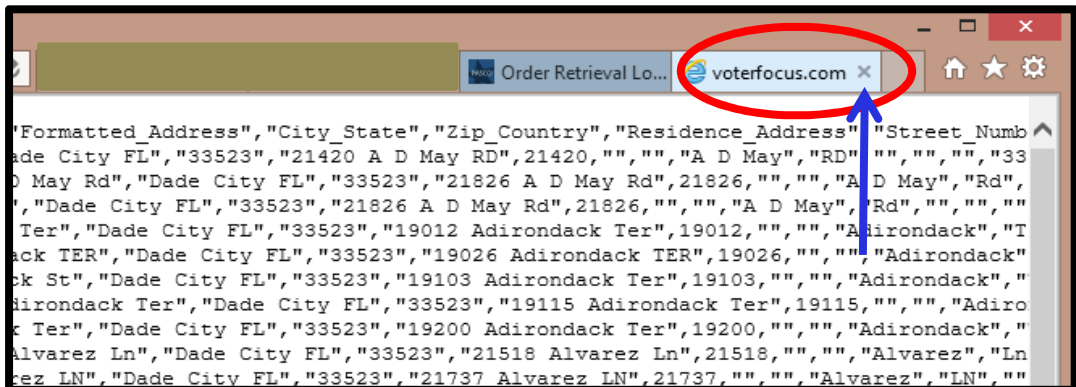 PASCO Order Retrieval Lo... voterfocus.com
"Formatted_Address","City_State","Zip_Country","Residence_Address" "Street_Numb
ade City FL","33523","21420 A D May RD",21420,"","","A D May","RD" "","","","33
D May Rd","Dade City FL","33523","21826 A D May Rd",21826,"","","A D May","Rd",
","Dade City FL","33523","21826 A D May Rd",21826,"","","A D May","Rd","","",""
Ter","Dade City FL","33523","19012 Adirondack Ter",19012,"","","Adirondack","T
ack TER","Dade City FL","33523","19026 Adirondack TER",19026,"","","Adirondack"
ck St","Dade City FL","33523","19103 Adirondack Ter",19103,"","","Adirondack","
dirondack Ter","Dade City FL","33523","19115 Adirondack Ter",19115,"","","Adiro
k Ter","Dade City FL","33523","19200 Adirondack Ter",19200,"","","Adirondack","
Alvarez Ln","Dade City FL","33523","21518 Alvarez Ln",21518,"","","Alvarez","Ln
rez LN","Dade City FL","33523","21737 Alvarez LN",21737,"","","Alvarez","LN",""